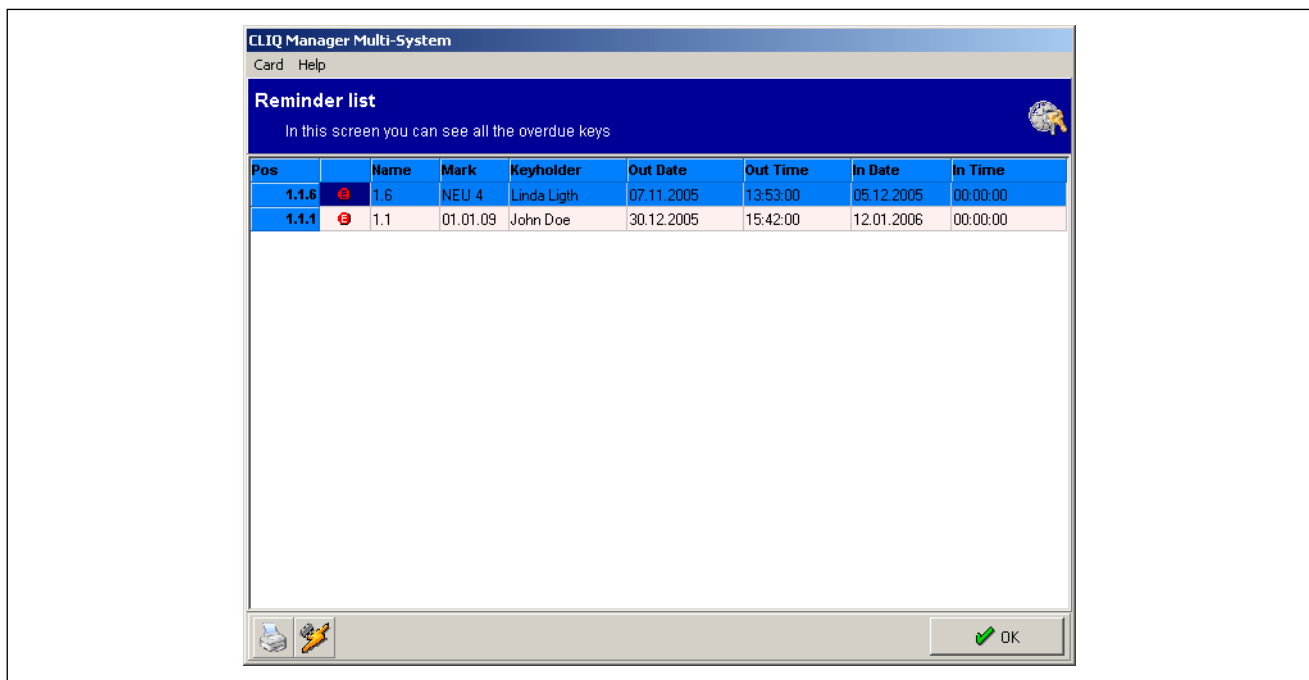 CLIQ Manager Multi-System
Card Help
Reminder list
In this screen you can see all the overdue keys
Pos Name Mark Keyholder Out Date Out Time In Date In Time
1.1.6 E 1.6 NEU 4 Linda Ligth 07.11.2005 13:53:00 05.12.2005 00:00:00
1.1.1 E 1.1 01.01.09 John Doe 30.12.2005 15:42:00 12.01.2006 00:00:00
OK